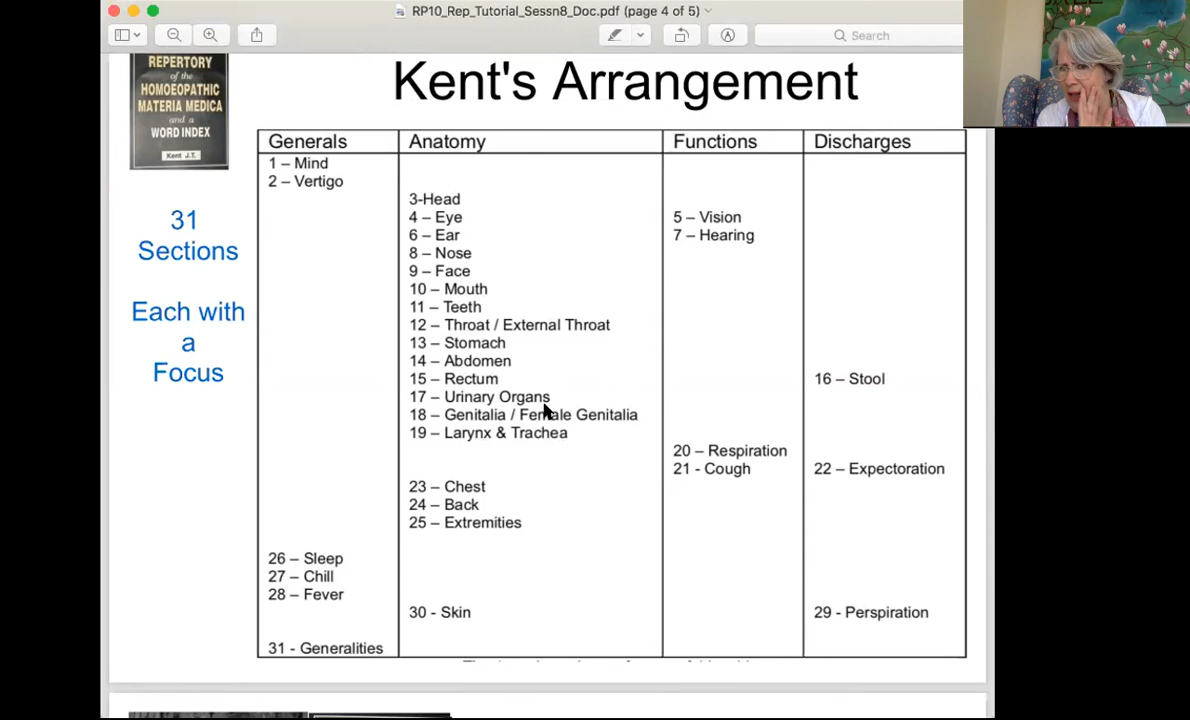 RP10_Rep_Tutorial_Sessn8_Doc.pdf (page 4 of 5)
Search
REPERTORY
of the
HOMOEOPATHIC
MATERIA MEDICA
and a
WORD INDEX
Kent J.T.
Kent's Arrangement
31
Sections
Each with
a
Focus
Generals Anatomy Functions Discharges
1 – Mind
2 – Vertigo
3-Head
4 – Eye 5 – Vision
6 – Ear 7 – Hearing
8 – Nose
9 – Face
10 – Mouth
11 – Teeth
12 – Throat / External Throat
13 – Stomach
14 – Abdomen
15 – Rectum 16 – Stool
17 – Urinary Organs
18 – Genitalia / Female Genitalia
19 – Larynx & Trachea
20 – Respiration
21 - Cough 22 – Expectoration
23 – Chest
24 – Back
25 – Extremities
26 – Sleep
27 – Chill
28 – Fever
30 - Skin 29 - Perspiration
31 - Generalities